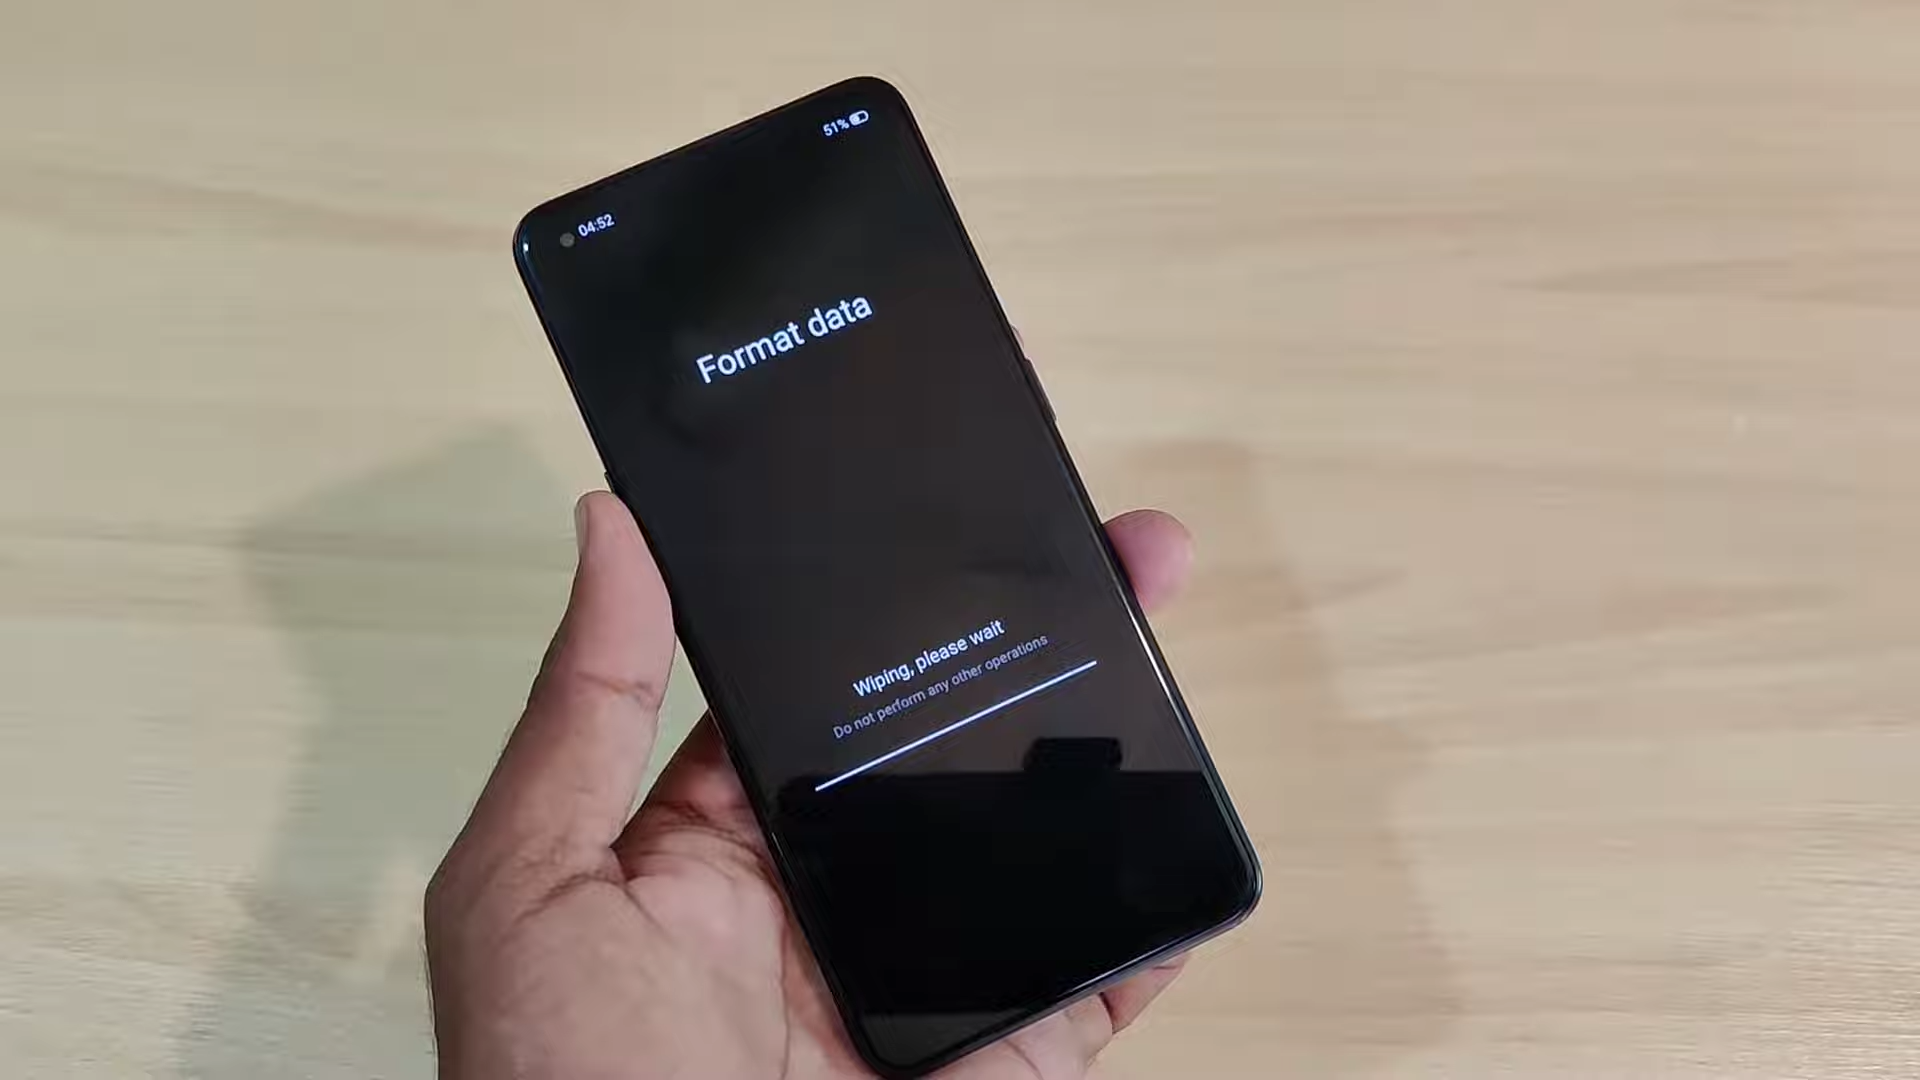 04:52
51%
Format data
Wiping, please wait
Do not perform any other operations